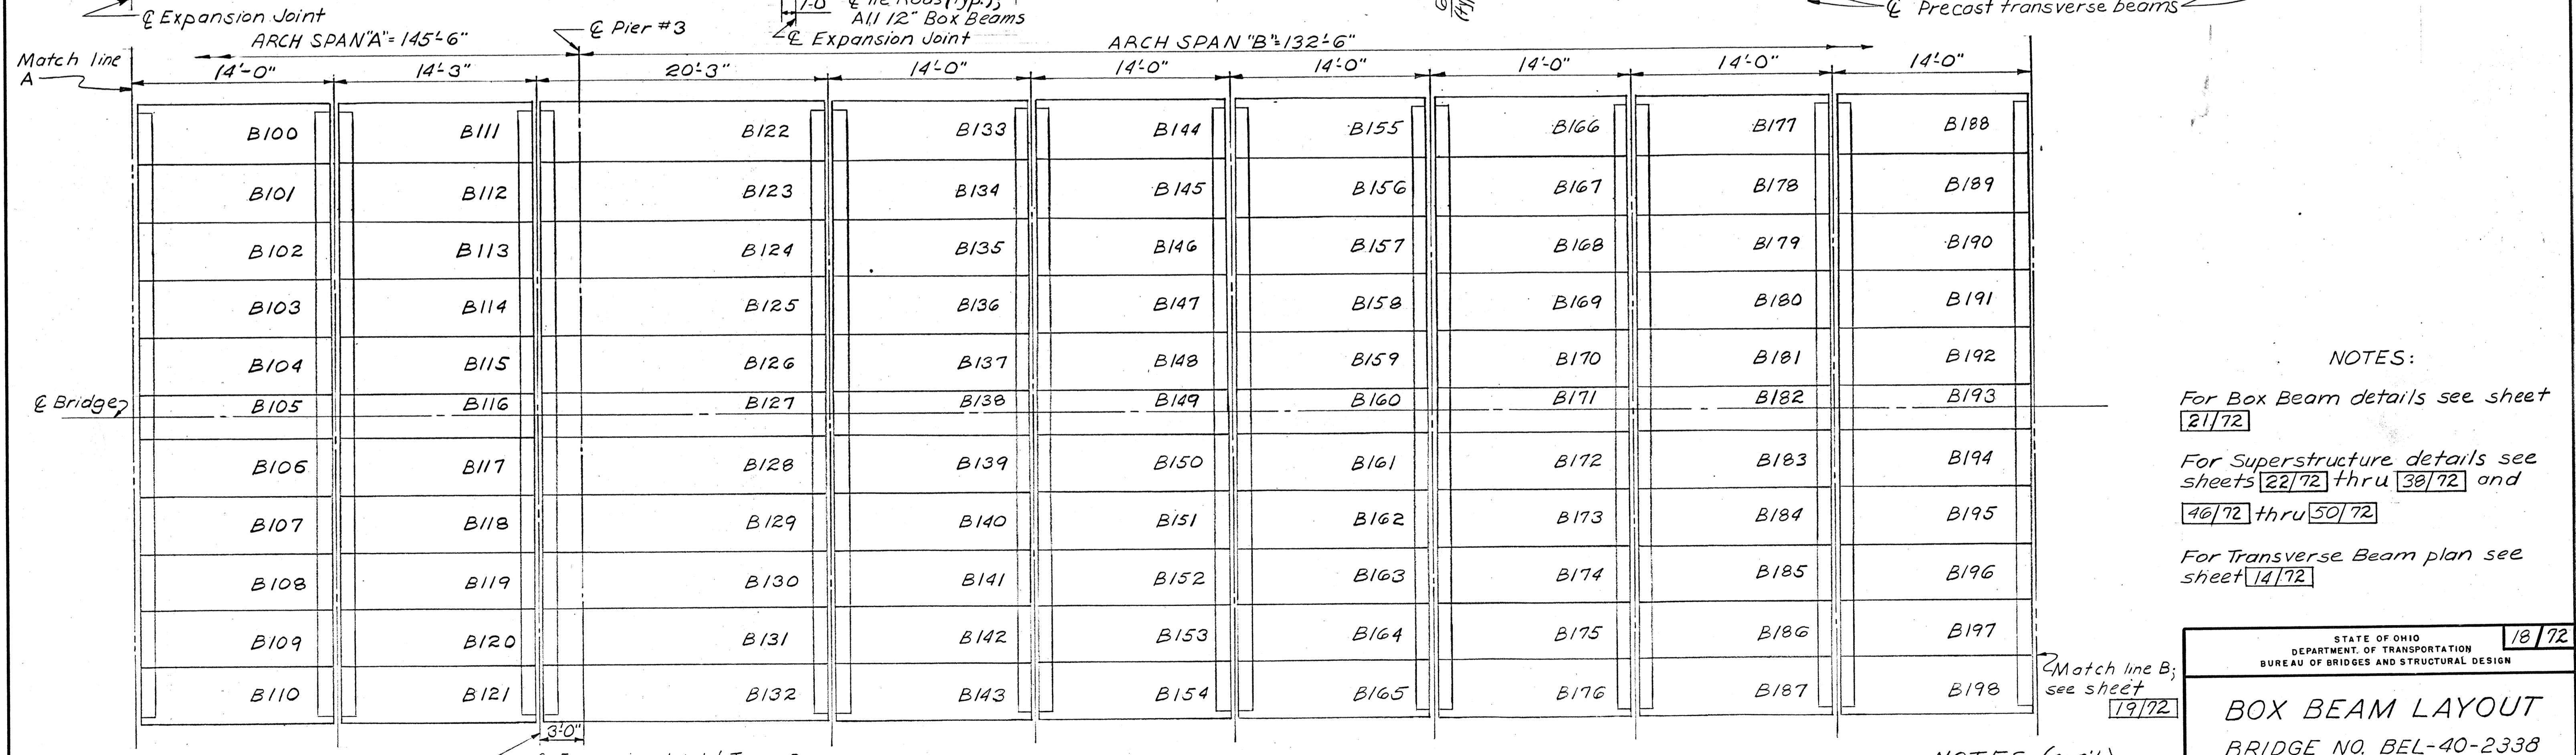 ℄ Expansion Joint
1'-0"
All 12" Box Beams
℄ Expansion Joint
℄ Precast transverse beams
ARCH SPAN "A" = 145'-6"
℄ Pier #3
ARCH SPAN "B" = 132'-6"
Match line
A
14'-0" 14'-3" 20'-3" 14'-0" 14'-0" 14'-0" 14'-0" 14'-0" 14'-0"
B100 B111 B122 B133 B144 B155 B166 B177 B188
B101 B112 B123 B134 B145 B156 B167 B178 B189
B102 B113 B124 B135 B146 B157 B168 B179 B190
B103 B114 B125 B136 B147 B158 B169 B180 B191
B104 B115 B126 B137 B148 B159 B170 B181 B192
℄ Bridge
B105 B116 B127 B138 B149 B160 B171 B182 B193
B106 B117 B128 B139 B150 B161 B172 B183 B194
B107 B118 B129 B140 B151 B162 B173 B184 B195
B108 B119 B130 B141 B152 B163 B174 B185 B196
B109 B120 B131 B142 B153 B164 B175 B186 B197
B110 B121 B132 B143 B154 B165 B176 B187 B198
3'-0"
Match line B;
see sheet
19/72
NOTES:
For Box Beam details see sheet
21/72
For Superstructure details see
sheets 22/72 thru 38/72 and
46/72 thru 50/72
For Transverse Beam plan see
sheet 14/72
STATE OF OHIO
DEPARTMENT OF TRANSPORTATION
BUREAU OF BRIDGES AND STRUCTURAL DESIGN
18/72
BOX BEAM LAYOUT
BRIDGE NO. BEL-40-2338